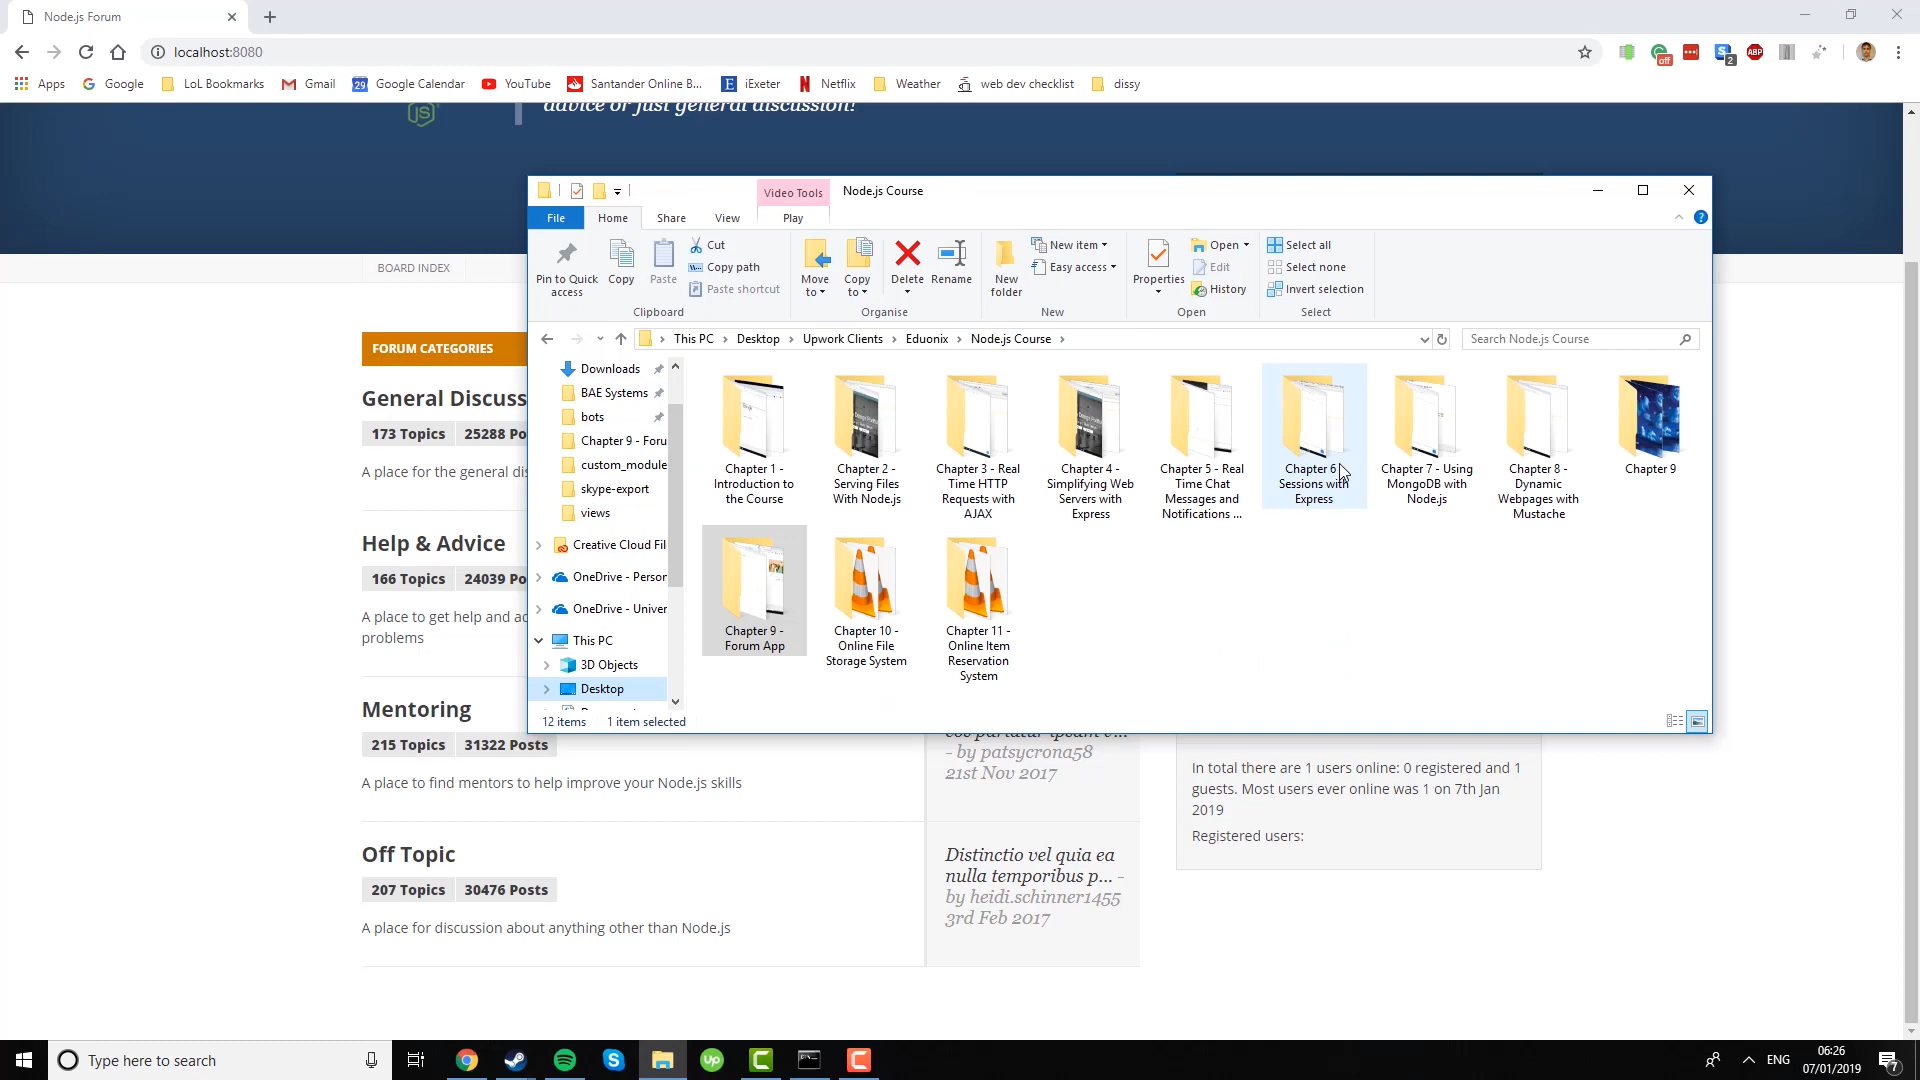 Node.js Forum
localhost:8080
Apps
Google
LoL Bookmarks
Gmail
29
Google Calendar
YouTube
Santander Online B...
E
iExeter
Netflix
Weather
web dev checklist
dissy
off
2
ABP
JS
advice or just general discussion!
BOARD INDEX
FORUM CATEGORIES
General Discuss
173 Topics 25288 Po
A place for the general dis
Help & Advice
166 Topics 24039 Po
A place to get help and ad
problems
Mentoring
215 Topics 31322 Posts
A place to find mentors to help improve your Node.js skills
- by patsycrona58
21st Nov 2017
Off Topic
207 Topics 30476 Posts
A place for discussion about anything other than Node.js
Distinctio vel quia ea
nulla temporibus p... -
by heidi.schinner1455
3rd Feb 2017
In total there are 1 users online: 0 registered and 1
guests. Most users ever online was 1 on 7th Jan
2019
Registered users:
Video Tools
Node.js Course
File
Home
Share
View
Play
Pin to Quick
access
Copy
Paste
Cut
Copy path
Paste shortcut
Clipboard
Move
to
Copy
to
Delete
Rename
Organise
New
folder
New item
Easy access
New
Properties
Open
Edit
History
Open
Select all
Select none
Invert selection
Select
This PC
Desktop
Upwork Clients
Eduonix
Node.js Course
Search Node.js Course
Downloads
BAE Systems
bots
Chapter 9 - Foru
custom_module
skype-export
views
Creative Cloud Fil
OneDrive - Person
OneDrive - Univer
This PC
3D Objects
Desktop
Chapter 1 -
Introduction to
the Course
Chapter 2 -
Serving Files
With Node.js
Chapter 3 - Real
Time HTTP
Requests with
AJAX
Chapter 4 -
Simplifying Web
Servers with
Express
Chapter 5 - Real
Time Chat
Messages and
Notifications ...
Chapter 6
Sessions with
Express
Chapter 7 - Using
MongoDB with
Node.js
Chapter 8 -
Dynamic
Webpages with
Mustache
Chapter 9
Chapter 9 -
Forum App
Chapter 10 -
Online File
Storage System
Chapter 11 -
Online Item
Reservation
System
12 items
1 item selected
Type here to search
ENG
06:26
07/01/2019
7